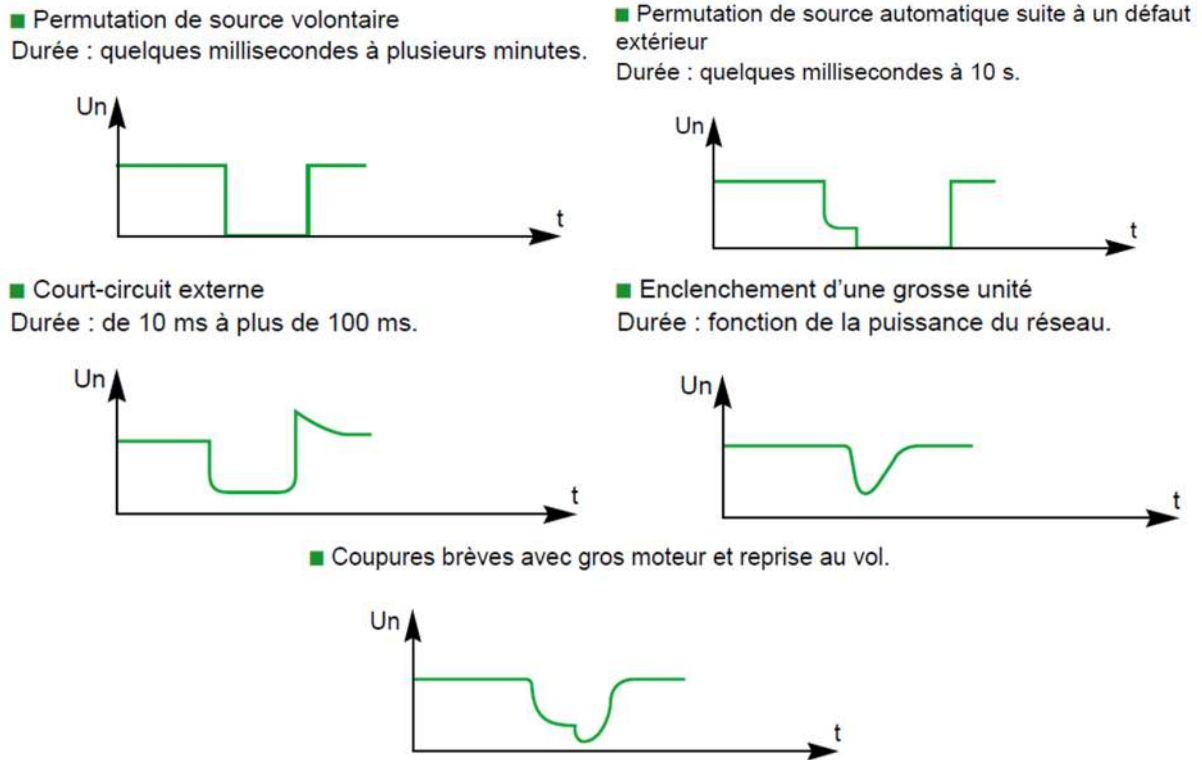 Permutation de source volontaire
Durée : quelques millisecondes à plusieurs minutes.
Un
t
Permutation de source automatique suite à un défaut
extérieur
Durée : quelques millisecondes à 10 s.
Un
t
Court-circuit externe
Durée : de 10 ms à plus de 100 ms.
Un
t
Enclenchement d’une grosse unité
Durée : fonction de la puissance du réseau.
Un
t
Coupures brèves avec gros moteur et reprise au vol.
Un
t